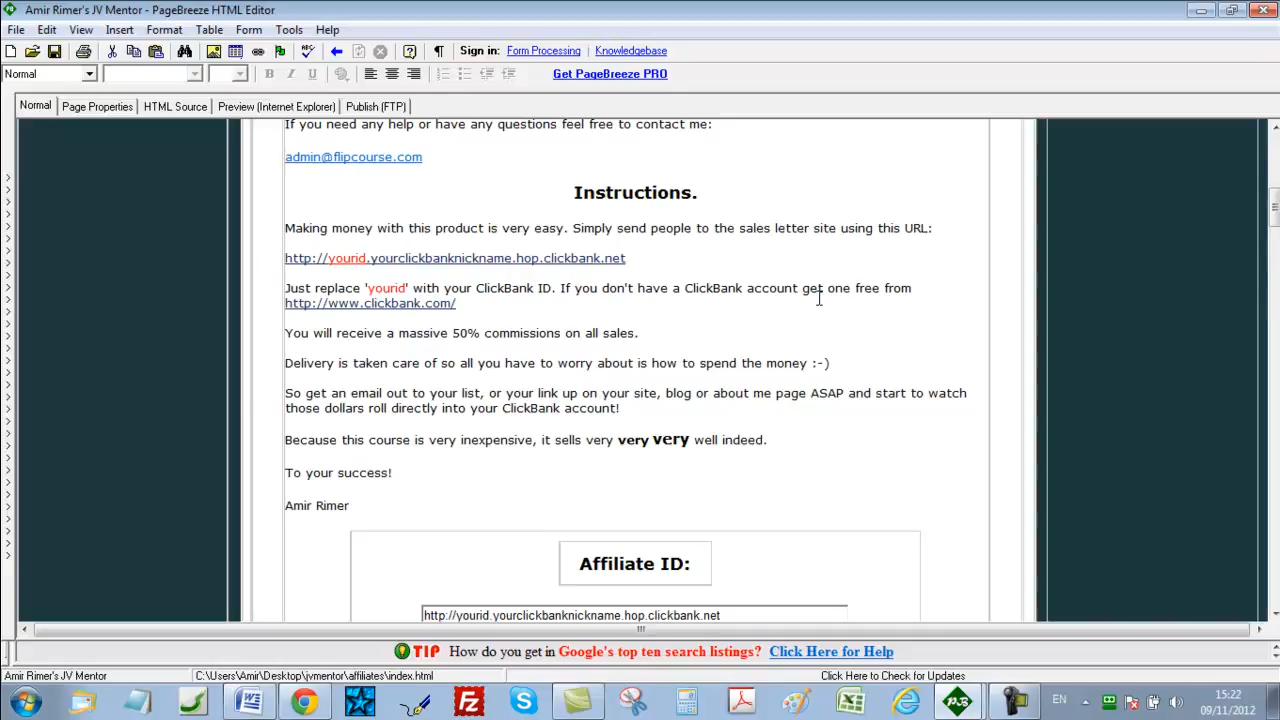 Amir Rimer's JV Mentor - PageBreeze HTML Editor
File Edit View Insert Format Table Form Tools Help
Sign in: Form Processing Knowledgebase
Normal B I U Get PageBreeze PRO
Normal Page Properties HTML Source Preview (Internet Explorer) Publish (FTP)
If you need any help or have any questions feel free to contact me:
admin@flipcourse.com
Instructions.
Making money with this product is very easy. Simply send people to the sales letter site using this URL:
http://yourid.yourclickbanknickname.hop.clickbank.net
Just replace 'yourid' with your ClickBank ID. If you don't have a ClickBank account get one free from
http://www.clickbank.com/
You will receive a massive 50% commissions on all sales.
Delivery is taken care of so all you have to worry about is how to spend the money :-)
So get an email out to your list, or your link up on your site, blog or about me page ASAP and start to watch
those dollars roll directly into your ClickBank account!
Because this course is very inexpensive, it sells very very very well indeed.
To your success!
Amir Rimer
Affiliate ID:
http://yourid.yourclickbanknickname.hop.clickbank.net
TIP How do you get in Google's top ten search listings? Click Here for Help
Amir Rimer's JV Mentor C:\Users\Amir\Desktop\jvmentor\affiliates\index.html Click Here to Check for Updates
EN 15:22
09/11/2012